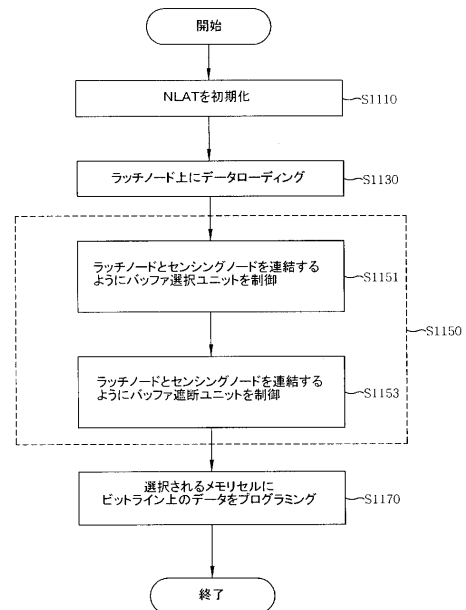 開始
NLATを初期化
S1110
ラッチノード上にデータローディング
S1130
ラッチノードとセンシングノードを連結する
ようにバッファ選択ユニットを制御
S1151
S1150
ラッチノードとセンシングノードを連結する
ようにバッファ遮断ユニットを制御
S1153
選択されるメモリセルに
ビットライン上のデータをプログラミング
S1170
終了